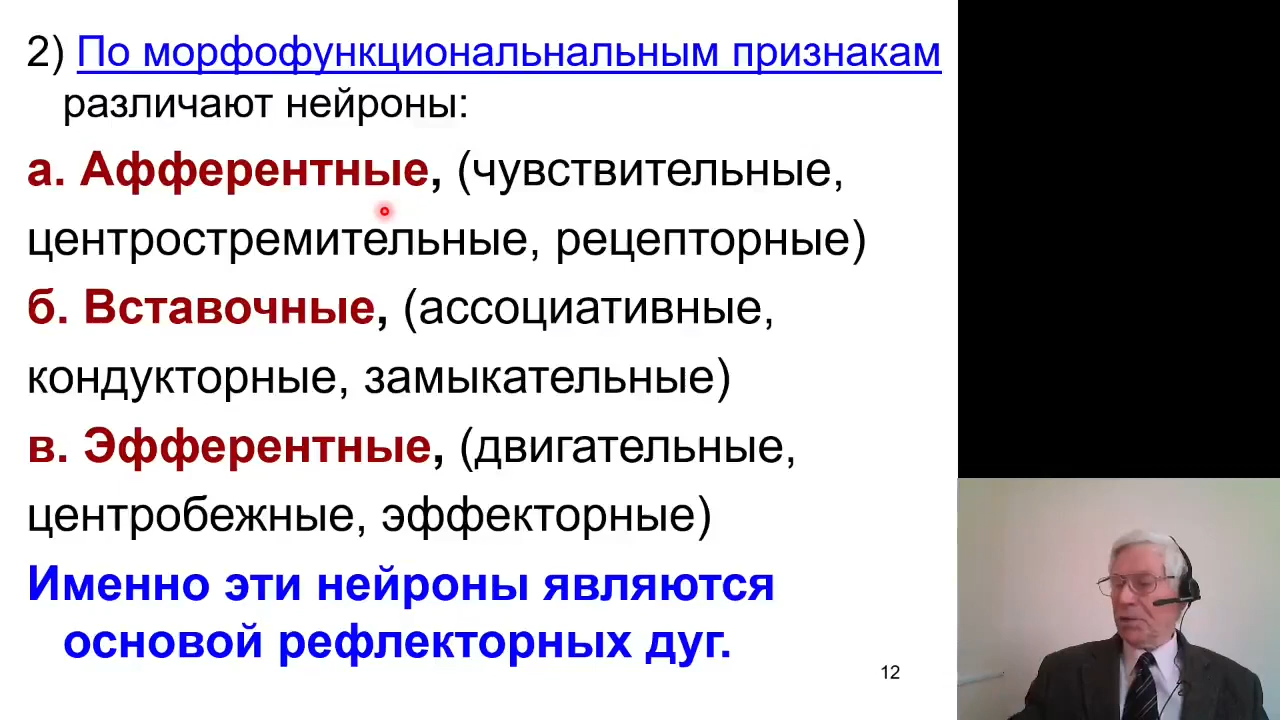 2) По морфофункциональнальным признакам
различают нейроны:
а. Афферентные, (чувствительные,
центростремительные, рецепторные)
б. Вставочные, (ассоциативные,
кондукторные, замыкательные)
в. Эфферентные, (двигательные,
центробежные, эффекторные)
Именно эти нейроны являются
основой рефлекторных дуг.
12